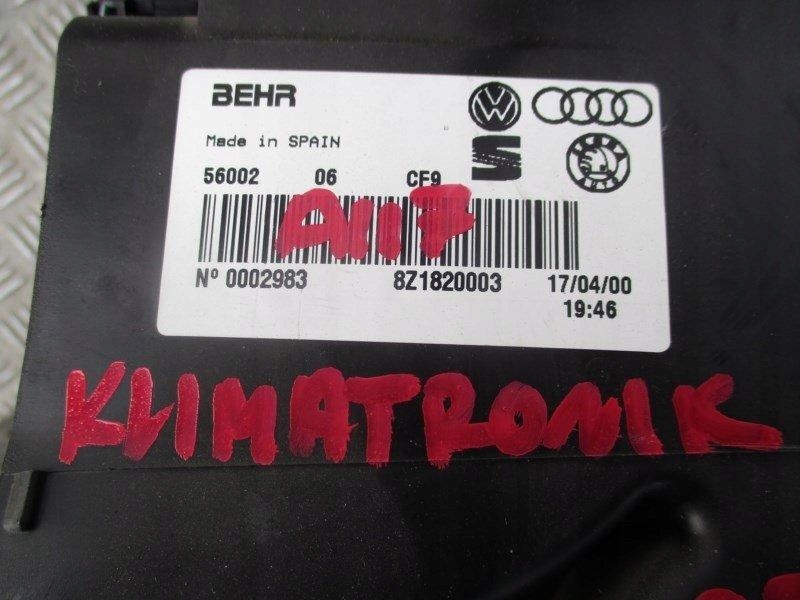 BEHR
Made in SPAIN
56002 06 CF9
A117
Nº 0002983 8Z1820003 17/04/00
19:46
KLIMATRONIK